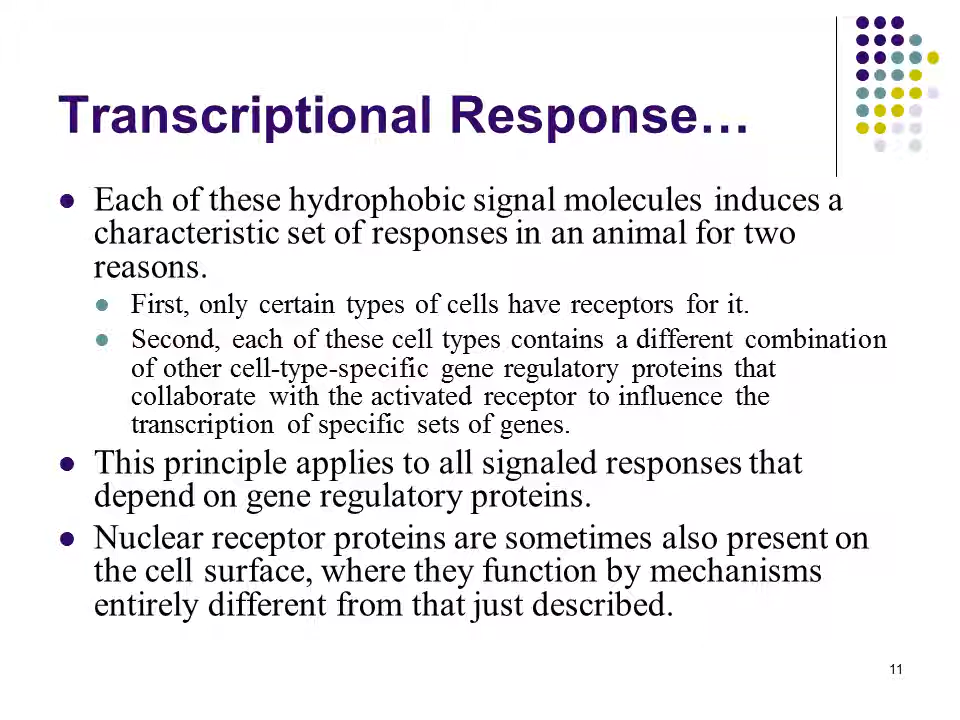 Transcriptional Response…
Each of these hydrophobic signal molecules induces a
characteristic set of responses in an animal for two
reasons.
First, only certain types of cells have receptors for it.
Second, each of these cell types contains a different combination
of other cell-type-specific gene regulatory proteins that
collaborate with the activated receptor to influence the
transcription of specific sets of genes.
This principle applies to all signaled responses that
depend on gene regulatory proteins.
Nuclear receptor proteins are sometimes also present on
the cell surface, where they function by mechanisms
entirely different from that just described.
11